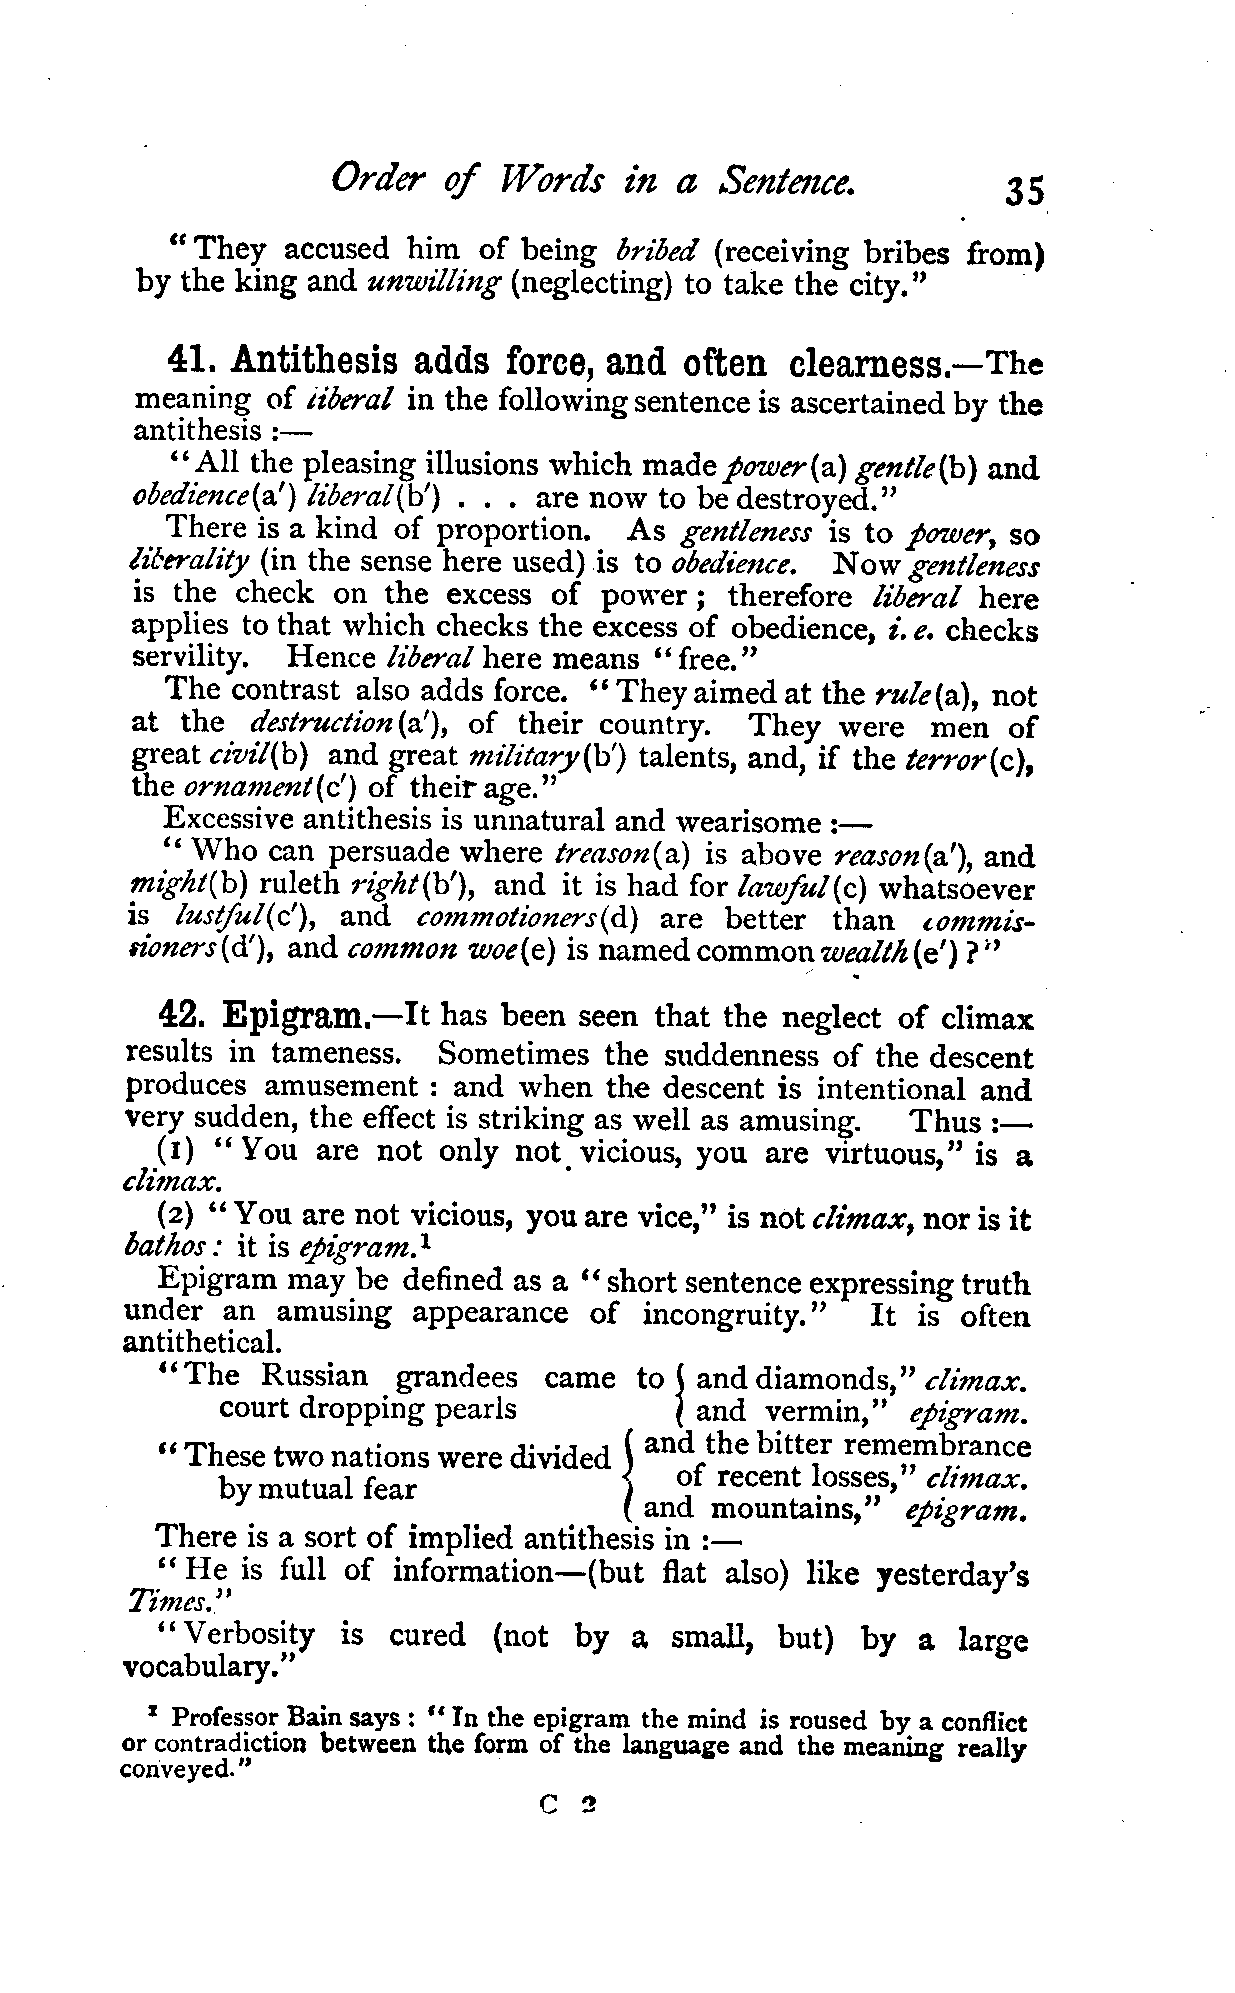 Order of Words in a Sentence. 35
“They accused him of being bribed (receiving bribes from)
by the king and unwilling (neglecting) to take the city.”
41. Antithesis adds force, and often clearness.—The
meaning of liberal in the following sentence is ascertained by the
antithesis :—
“All the pleasing illusions which made power(a) gentle(b) and
obedience(a′) liberal(b′) . . . are now to be destroyed.”
There is a kind of proportion. As gentleness is to power, so
liberality (in the sense here used) is to obedience. Now gentleness
is the check on the excess of power; therefore liberal here
applies to that which checks the excess of obedience, i.e. checks
servility. Hence liberal here means “free.”
The contrast also adds force. “They aimed at the rule(a), not
at the destruction(a′), of their country. They were men of
great civil(b) and great military(b′) talents, and, if the terror(c),
the ornament(c′) of their age.”
Excessive antithesis is unnatural and wearisome :—
“Who can persuade where treason(a) is above reason(a′), and
might(b) ruleth right(b′), and it is had for lawful(c) whatsoever
is lustful(c′), and commotioners(d) are better than commis-
sioners(d′), and common woe(e) is named common wealth(e′)?”
42. Epigram.—It has been seen that the neglect of climax
results in tameness. Sometimes the suddenness of the descent
produces amusement : and when the descent is intentional and
very sudden, the effect is striking as well as amusing. Thus :—
(1) “You are not only not vicious, you are virtuous,” is a
climax.
(2) “You are not vicious, you are vice,” is not climax, nor is it
bathos: it is epigram.¹
Epigram may be defined as a “short sentence expressing truth
under an amusing appearance of incongruity.” It is often
antithetical.
“The Russian grandees came to { and diamonds,” climax.
court dropping pearls { and vermin,” epigram.
“These two nations were divided { and the bitter remembrance
by mutual fear of recent losses,” climax.
and mountains,” epigram.
There is a sort of implied antithesis in :—
“He is full of information—(but flat also) like yesterday's
Times.”
“Verbosity is cured (not by a small, but) by a large
vocabulary.”
¹ Professor Bain says: “In the epigram the mind is roused by a conflict
or contradiction between the form of the language and the meaning really
conveyed.”
C 2